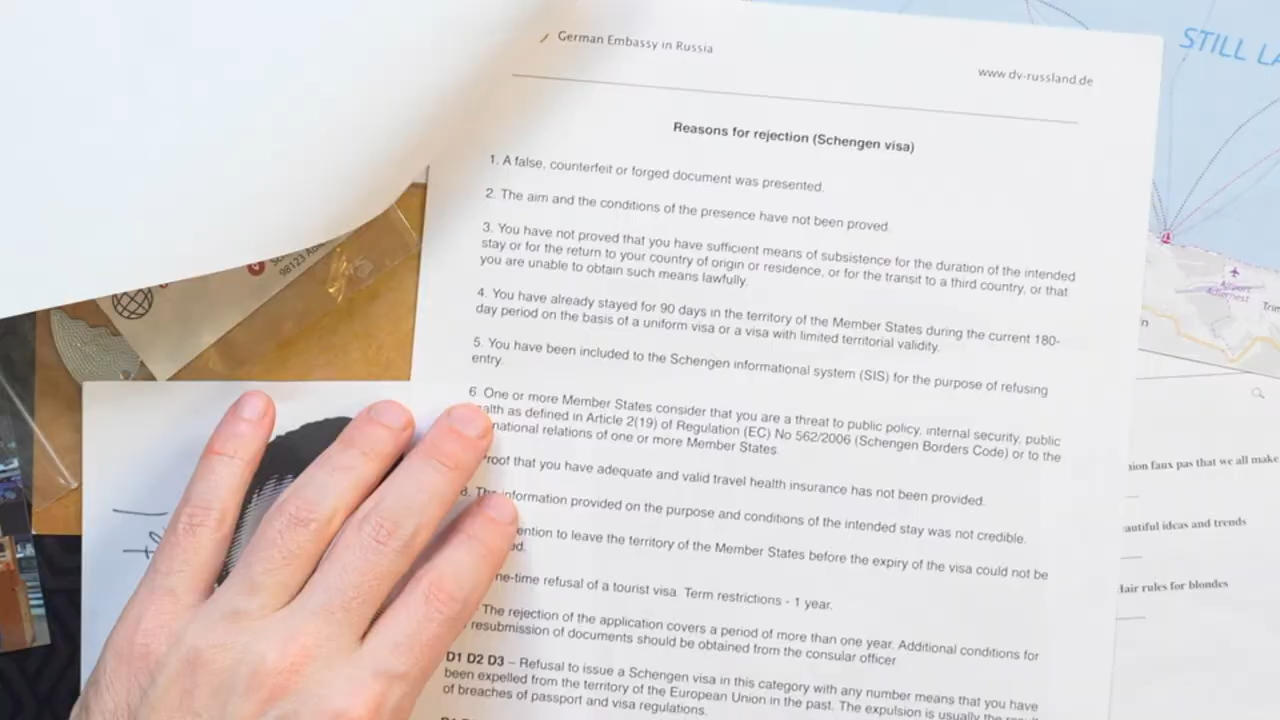 German Embassy in Russia
www.dv-russland.de
Reasons for rejection (Schengen visa)
1. A false, counterfeit or forged document was presented.
2. The aim and the conditions of the presence have not been proved.
3. You have not proved that you have sufficient means of subsistence for the duration of the intended
stay or for the return to your country of origin or residence, or for the transit to a third country, or that
you are unable to obtain such means lawfully.
4. You have already stayed for 90 days in the territory of the Member States during the current 180-
day period on the basis of a uniform visa or a visa with limited territorial validity.
5. You have been included to the Schengen informational system (SIS) for the purpose of refusing
entry.
6 One or more Member States consider that you are a threat to public policy, internal security, public
alth as defined in Article 2(19) of Regulation (EC) No 562/2006 (Schengen Borders Code) or to the
national relations of one or more Member States.
roof that you have adequate and valid travel health insurance has not been provided.
8. The information provided on the purpose and conditions of the intended stay was not credible.
ention to leave the territory of the Member States before the expiry of the visa could not be
ed.
ne-time refusal of a tourist visa. Term restrictions - 1 year.
The rejection of the application covers a period of more than one year. Additional conditions for
resubmission of documents should be obtained from the consular officer
D1 D2 D3 – Refusal to issue a Schengen visa in this category with any number means that you have
been expelled from the territory of the European Union in the past. The expulsion is usually the
of breaches of passport and visa regulations.
98123
STILL
Airport
nion faux pas that we all make
autiful ideas and trends
Hair rules for blondes